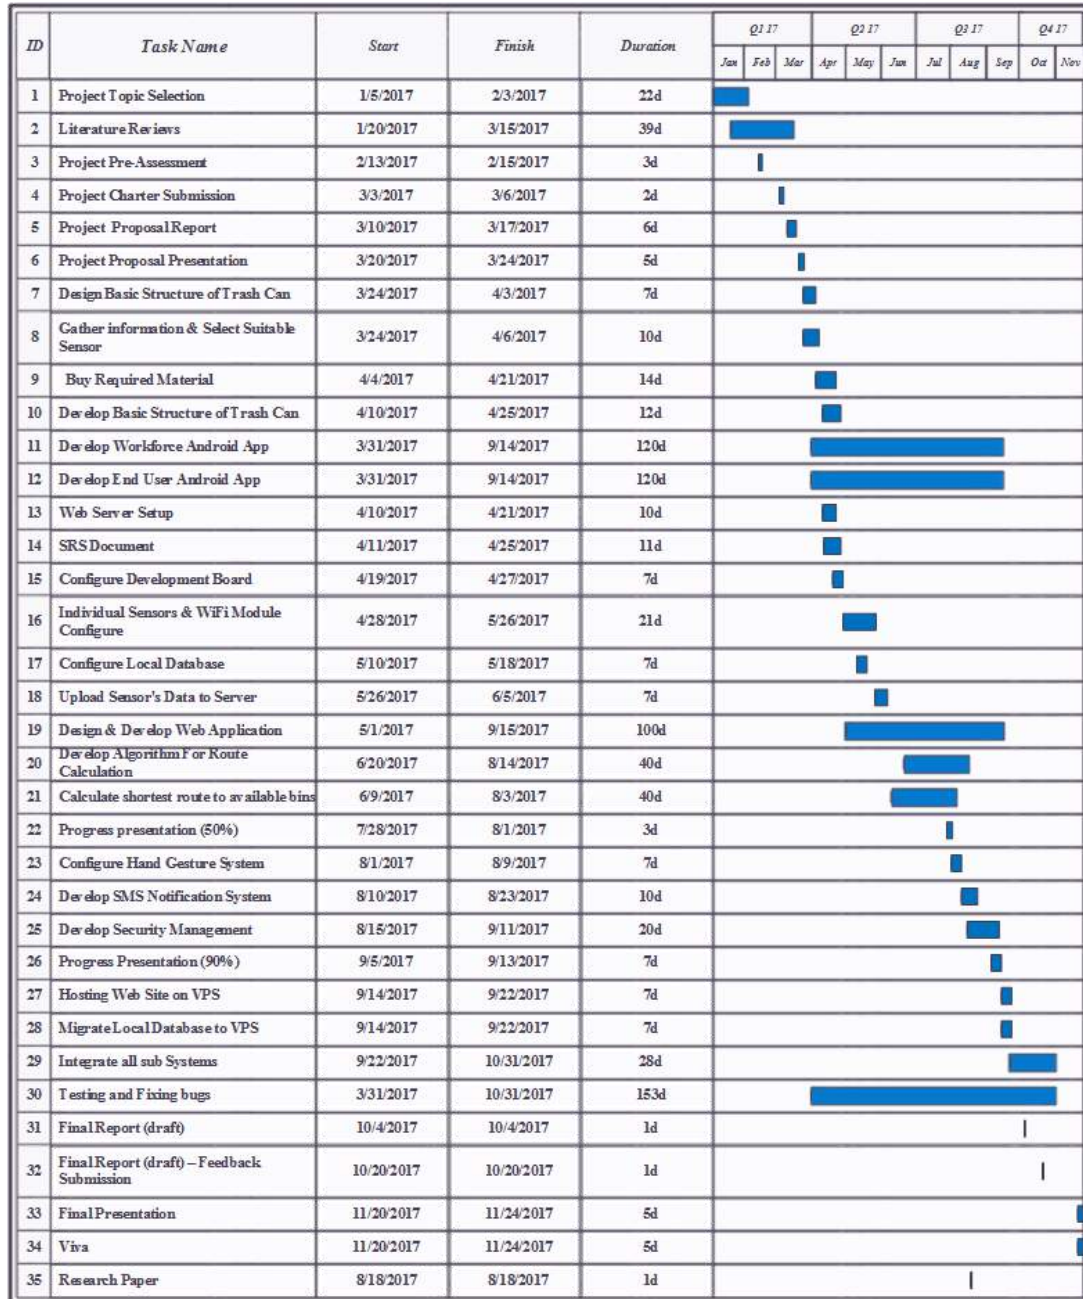 ID Task Name Start Finish Duration Q1 17 Q2 17 Q3 17 Q4 17
Jan Feb Mar Apr May Jun Jul Aug Sep Oct Nov
1 Project Topic Selection 1/5/2017 2/3/2017 22d
2 Literature Reviews 1/20/2017 3/15/2017 39d
3 Project Pre-Assessment 2/13/2017 2/15/2017 3d
4 Project Charter Submission 3/3/2017 3/6/2017 2d
5 Project Proposal Report 3/10/2017 3/17/2017 6d
6 Project Proposal Presentation 3/20/2017 3/24/2017 5d
7 Design Basic Structure of Trash Can 3/24/2017 4/3/2017 7d
8 Gather information & Select Suitable
Sensor 3/24/2017 4/6/2017 10d
9 Buy Required Material 4/4/2017 4/21/2017 14d
10 Develop Basic Structure of Trash Can 4/10/2017 4/25/2017 12d
11 Develop Workforce Android App 3/31/2017 9/14/2017 120d
12 Develop End User Android App 3/31/2017 9/14/2017 120d
13 Web Server Setup 4/10/2017 4/21/2017 10d
14 SRS Document 4/11/2017 4/25/2017 11d
15 Configure Development Board 4/19/2017 4/27/2017 7d
16 Individual Sensors & WiFi Module
Configure 4/28/2017 5/26/2017 21d
17 Configure Local Database 5/10/2017 5/18/2017 7d
18 Upload Sensor's Data to Server 5/26/2017 6/5/2017 7d
19 Design & Develop Web Application 5/1/2017 9/15/2017 100d
20 Develop Algorithm For Route
Calculation 6/20/2017 8/14/2017 40d
21 Calculate shortest route to available bins 6/9/2017 8/3/2017 40d
22 Progress presentation (50%) 7/28/2017 8/1/2017 3d
23 Configure Hand Gesture System 8/1/2017 8/9/2017 7d
24 Develop SMS Notification System 8/10/2017 8/23/2017 10d
25 Develop Security Management 8/15/2017 9/11/2017 20d
26 Progress Presentation (90%) 9/5/2017 9/13/2017 7d
27 Hosting Web Site on VPS 9/14/2017 9/22/2017 7d
28 Migrate Local Database to VPS 9/14/2017 9/22/2017 7d
29 Integrate all sub Systems 9/22/2017 10/31/2017 28d
30 Testing and Fixing bugs 3/31/2017 10/31/2017 153d
31 Final Report (draft) 10/4/2017 10/4/2017 1d
32 Final Report (draft) – Feedback
Submission 10/20/2017 10/20/2017 1d
33 Final Presentation 11/20/2017 11/24/2017 5d
34 Viva 11/20/2017 11/24/2017 5d
35 Research Paper 8/18/2017 8/18/2017 1d